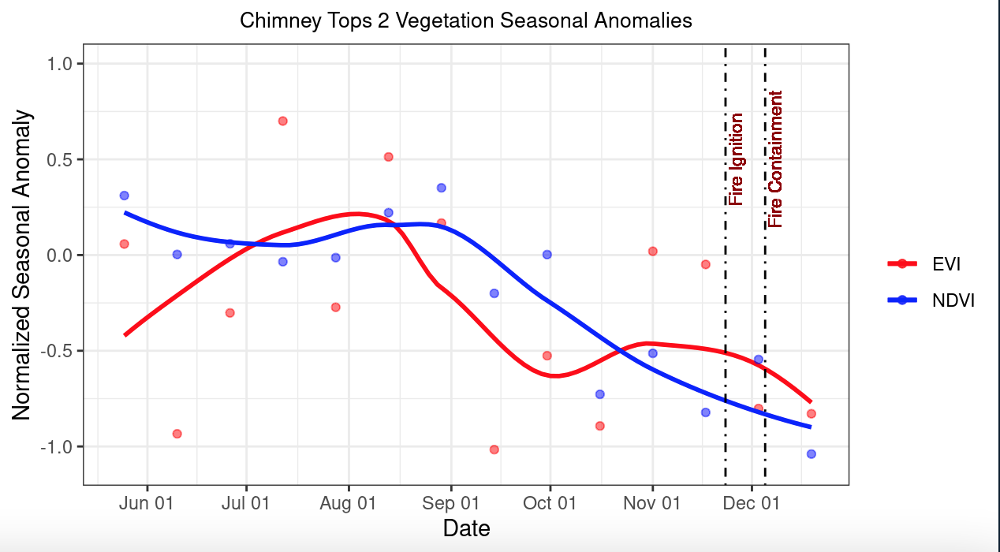 Chimney Tops 2 Vegetation Seasonal Anomalies
Normalized Seasonal Anomaly
1.0
0.5
0.0
-0.5
-1.0
Fire Ignition
Fire Containment
EVI
NDVI
Jun 01 Jul 01 Aug 01 Sep 01 Oct 01 Nov 01 Dec 01
Date